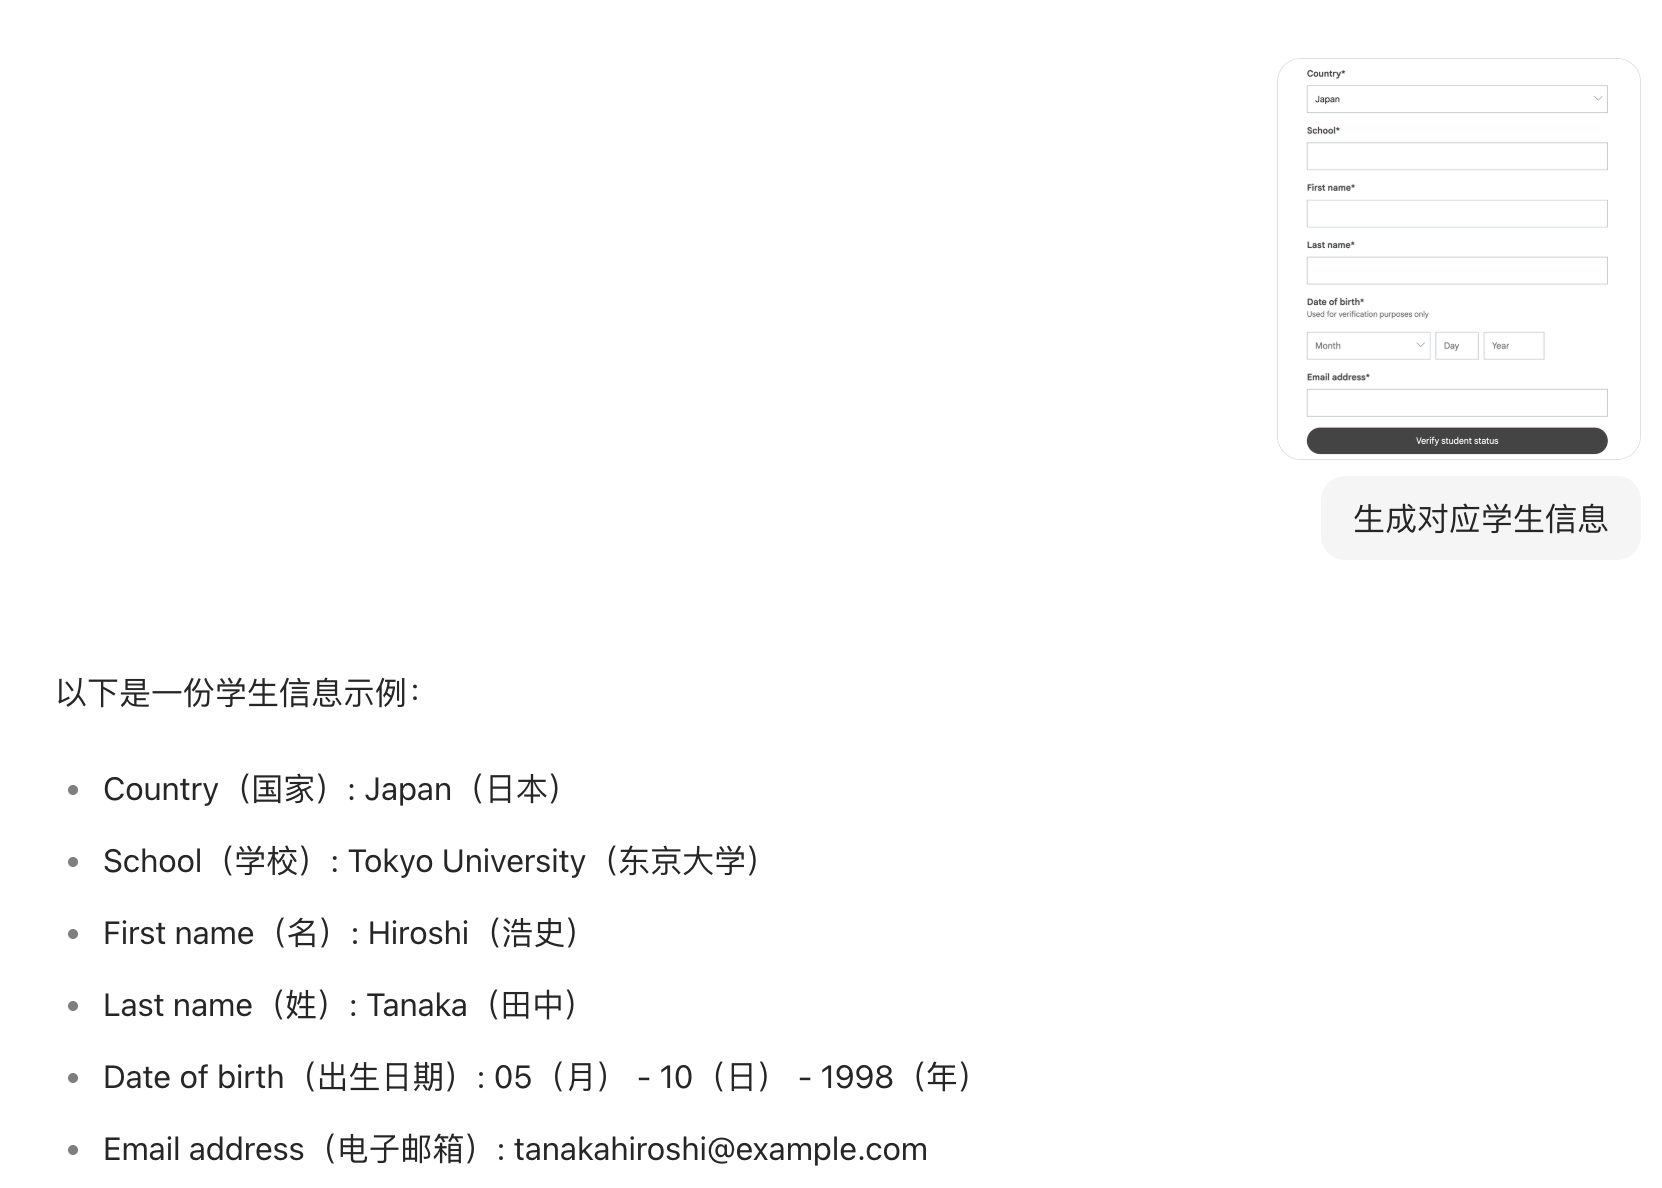 Country*
Japan
School*
First name*
Last name*
Date of birth*
Used for verification purposes only
Month Day Year
Email address*
Verify student status
生成对应学生信息
以下是一份学生信息示例：
Country（国家）: Japan（日本）
School（学校）: Tokyo University（东京大学）
First name（名）: Hiroshi（浩史）
Last name（姓）: Tanaka（田中）
Date of birth（出生日期）: 05（月） - 10（日） - 1998（年）
Email address（电子邮箱）: tanakahiroshi@example.com